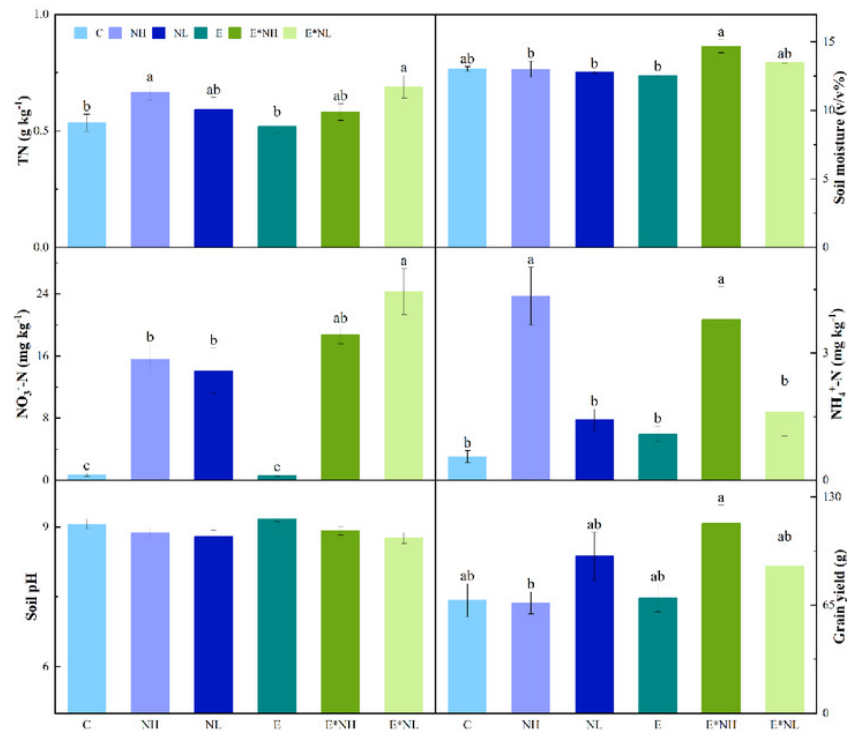 1.0
C NH NL E E*NH E*NL
TN (g kg-1)
0.5
0.0
b a ab b ab a
15
10
5
0
Soil moisture (v/v%)
ab b b b a ab
NO3--N (mg kg-1)
24
16
8
0
c b b c ab a
3
0
NH4+-N (mg kg-1)
b a b b a b
Soil pH
9
6
130
65
0
Grain yield (g)
ab b ab ab a ab
C NH NL E E*NH E*NL
C NH NL E E*NH E*NL